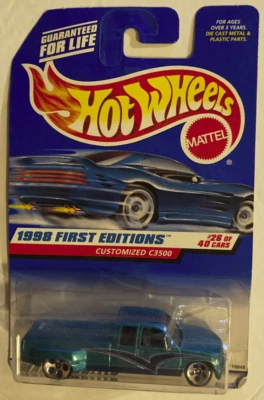 GUARANTEED
FOR LIFE
FOR AGES
OVER 3 YEARS.
DIE CAST METAL &
PLASTIC PARTS.
HOT WHEELS
MATTEL
1998 FIRST EDITIONS™
CUSTOMIZED C3500
#26 OF
40 CARS